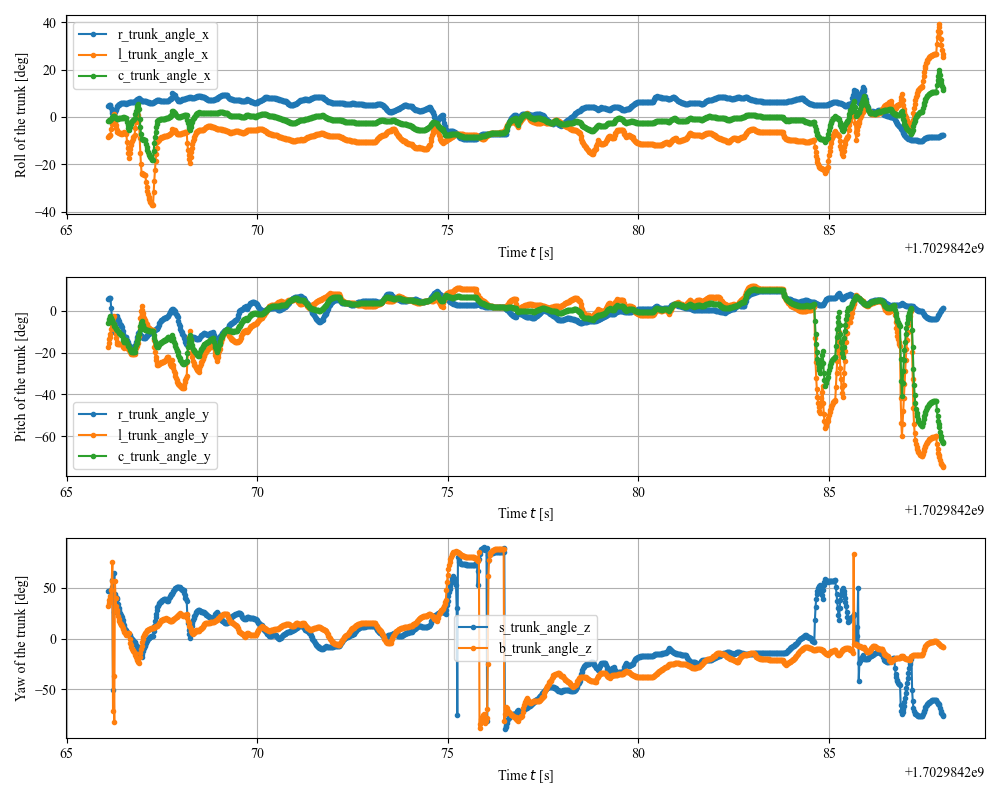 40
20
0
−20
−40
Roll of the trunk [deg]
r_trunk_angle_x
l_trunk_angle_x
c_trunk_angle_x
65 70 75 80 85
Time t [s]
+1.7029842e9
0
−20
−40
−60
Pitch of the trunk [deg]
r_trunk_angle_y
l_trunk_angle_y
c_trunk_angle_y
65 70 75 80 85
Time t [s]
+1.7029842e9
50
0
−50
Yaw of the trunk [deg]
s_trunk_angle_z
b_trunk_angle_z
65 70 75 80 85
Time t [s]
+1.7029842e9